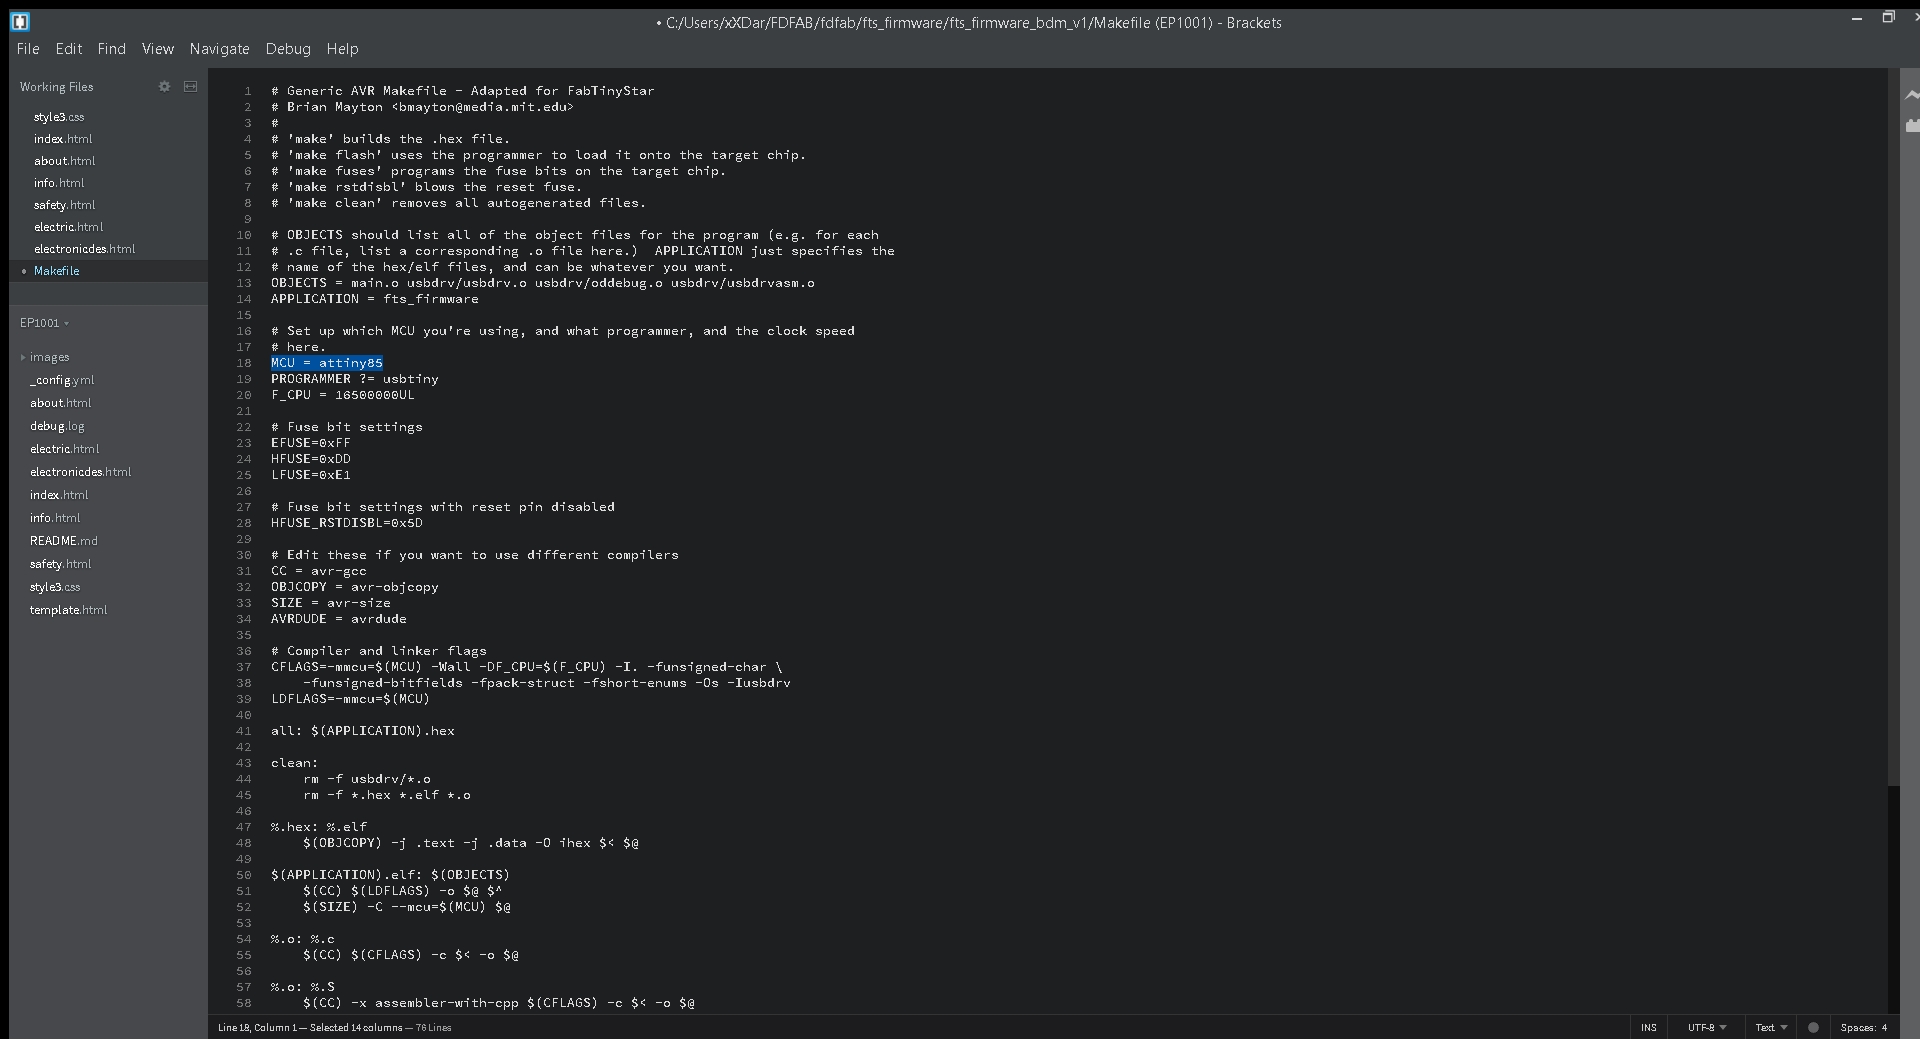 • C:/Users/xXDar/FDFAB/fdfab/fts_firmware/fts_firmware_bdm_v1/Makefile (EP1001) - Brackets
File Edit Find View Navigate Debug Help
Working Files
style3.css
index.html
about.html
info.html
safety.html
electric.html
electronicdes.html
• Makefile
EP1001
images
_config.yml
about.html
debug.log
electric.html
electronicdes.html
index.html
info.html
README.md
safety.html
style3.css
template.html
1 # Generic AVR Makefile - Adapted for FabTinyStar
2 # Brian Mayton <bmayton@media.mit.edu>
3 #
4 # 'make' builds the .hex file.
5 # 'make flash' uses the programmer to load it onto the target chip.
6 # 'make fuses' programs the fuse bits on the target chip.
7 # 'make rstdisbl' blows the reset fuse.
8 # 'make clean' removes all autogenerated files.
9
10 # OBJECTS should list all of the object files for the program (e.g. for each
11 # .c file, list a corresponding .o file here.)  APPLICATION just specifies the
12 # name of the hex/elf files, and can be whatever you want.
13 OBJECTS = main.o usbdrv/usbdrv.o usbdrv/oddebug.o usbdrv/usbdrvasm.o
14 APPLICATION = fts_firmware
15
16 # Set up which MCU you're using, and what programmer, and the clock speed
17 # here.
18 MCU = attiny85
19 PROGRAMMER ?= usbtiny
20 F_CPU = 16500000UL
21
22 # Fuse bit settings
23 EFUSE=0xFF
24 HFUSE=0xDD
25 LFUSE=0xE1
26
27 # Fuse bit settings with reset pin disabled
28 HFUSE_RSTDISBL=0x5D
29
30 # Edit these if you want to use different compilers
31 CC = avr-gcc
32 OBJCOPY = avr-objcopy
33 SIZE = avr-size
34 AVRDUDE = avrdude
35
36 # Compiler and linker flags
37 CFLAGS=-mmcu=$(MCU) -Wall -DF_CPU=$(F_CPU) -I. -funsigned-char \
38 -funsigned-bitfields -fpack-struct -fshort-enums -Os -Iusbdrv
39 LDFLAGS=-mmcu=$(MCU)
40
41 all: $(APPLICATION).hex
42
43 clean:
44 rm -f usbdrv/*.o
45 rm -f *.hex *.elf *.o
46
47 %.hex: %.elf
48 $(OBJCOPY) -j .text -j .data -O ihex $< $@
49
50 $(APPLICATION).elf: $(OBJECTS)
51 $(CC) $(LDFLAGS) -o $@ $^
52 $(SIZE) -C --mcu=$(MCU) $@
53
54 %.o: %.c
55 $(CC) $(CFLAGS) -c $< -o $@
56
57 %.o: %.S
58 $(CC) -x assembler-with-cpp $(CFLAGS) -c $< -o $@
Line 18, Column 1 — Selected 14 columns — 76 Lines
INS UTF-8 Text Spaces: 4